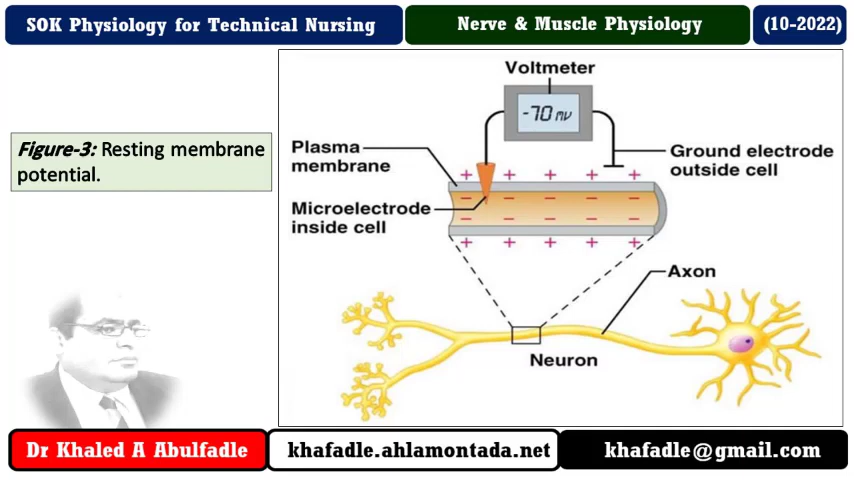 SOK Physiology for Technical Nursing
Nerve & Muscle Physiology
(10-2022)
Figure-3: Resting membrane
potential.
Voltmeter
-70 mv
Plasma
membrane
Ground electrode
outside cell
+ + + + +
− − − − −
Microelectrode
inside cell
− − − − −
+ + + + +
Axon
Neuron
Dr Khaled A Abulfadle
khafadle.ahlamontada.net
khafadle@gmail.com